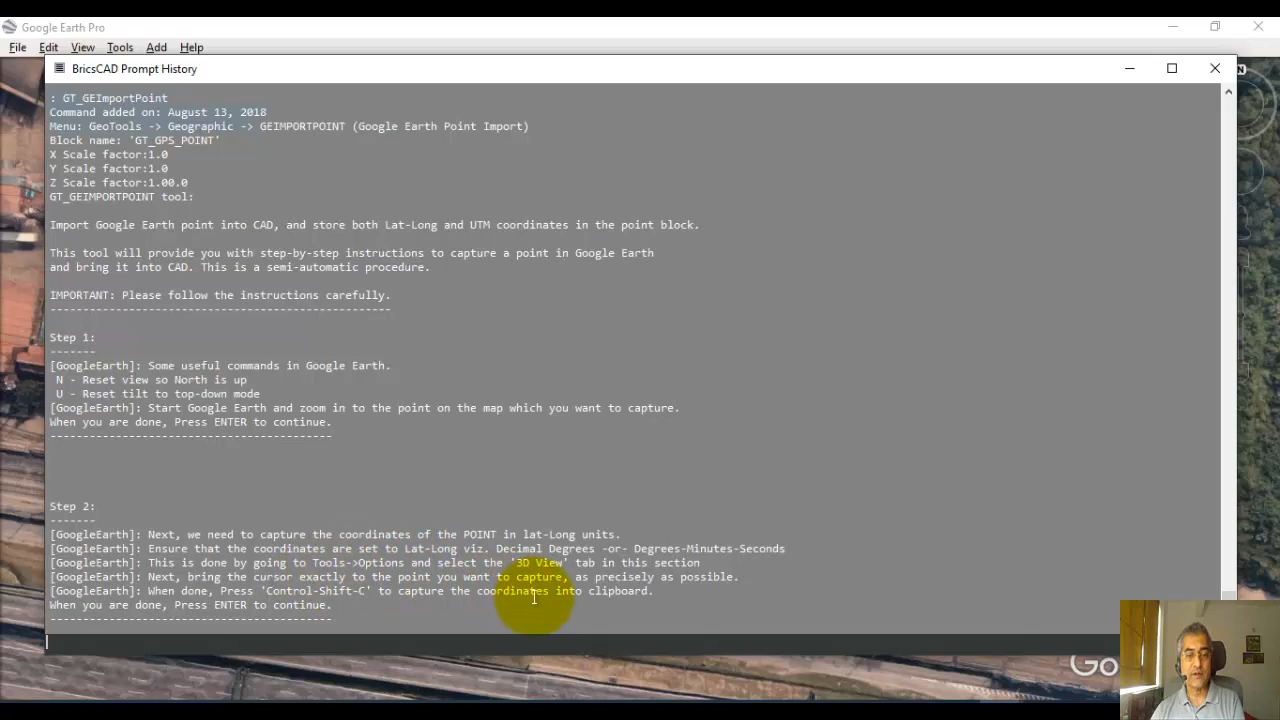 Google Earth Pro
File Edit View Tools Add Help
BricsCAD Prompt History
N
: GT_GEImportPoint
Command added on: August 13, 2018
Menu: GeoTools -> Geographic -> GEIMPORTPOINT (Google Earth Point Import)
Block name: 'GT_GPS_POINT'
X Scale factor:1.0
Y Scale factor:1.0
Z Scale factor:1.00.0
GT_GEIMPORTPOINT tool:
Import Google Earth point into CAD, and store both Lat-Long and UTM coordinates in the point block.
This tool will provide you with step-by-step instructions to capture a point in Google Earth
and bring it into CAD. This is a semi-automatic procedure.
IMPORTANT: Please follow the instructions carefully.
----------------------------------------------------
Step 1:
-------
[GoogleEarth]: Some useful commands in Google Earth.
N - Reset view so North is up
U - Reset tilt to top-down mode
[GoogleEarth]: Start Google Earth and zoom in to the point on the map which you want to capture.
When you are done, Press ENTER to continue.
-------------------------------------------
Step 2:
-------
[GoogleEarth]: Next, we need to capture the coordinates of the POINT in lat-Long units.
[GoogleEarth]: Ensure that the coordinates are set to Lat-Long viz. Decimal Degrees -or- Degrees-Minutes-Seconds
[GoogleEarth]: This is done by going to Tools->Options and select the '3D View' tab in this section
[GoogleEarth]: Next, bring the cursor exactly to the point you want to capture, as precisely as possible.
[GoogleEarth]: When done, Press 'Control-Shift-C' to capture the coordinates into clipboard.
When you are done, Press ENTER to continue.
-------------------------------------------
Go